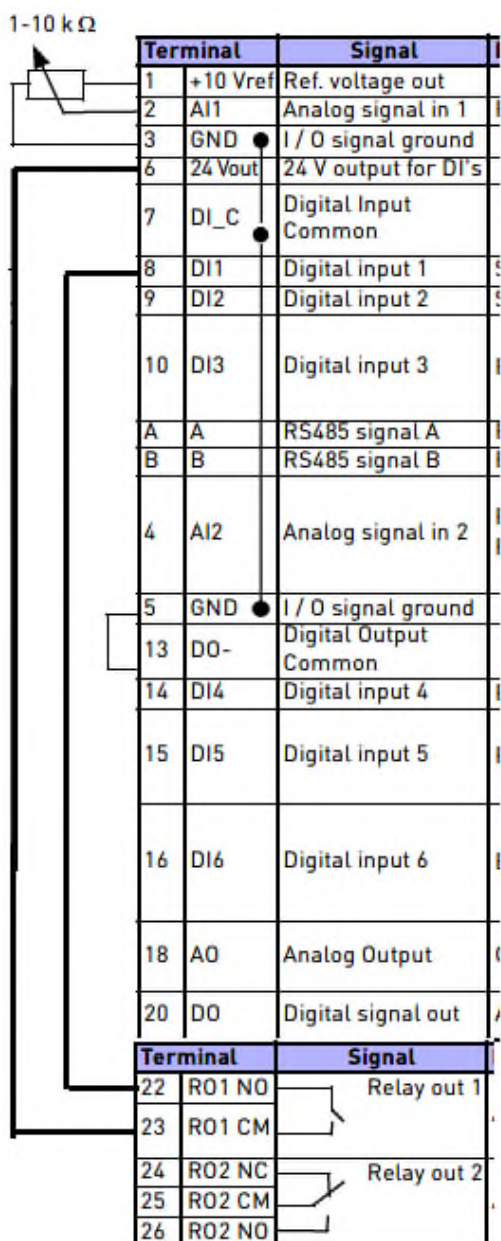 1-10 k Ω
Terminal Signal
1 +10 Vref Ref. voltage out
2 AI1 Analog signal in 1
3 GND I / O signal ground
6 24 Vout 24 V output for DI's
7 DI_C Digital Input
Common
8 DI1 Digital input 1
9 DI2 Digital input 2
10 DI3 Digital input 3
A A RS485 signal A
B B RS485 signal B
4 AI2 Analog signal in 2
5 GND I / O signal ground
13 DO- Digital Output
Common
14 DI4 Digital input 4
15 DI5 Digital input 5
16 DI6 Digital input 6
18 AO Analog Output
20 DO Digital signal out
Terminal Signal
22 RO1 NO Relay out 1
23 RO1 CM
24 RO2 NC Relay out 2
25 RO2 CM
26 RO2 NO